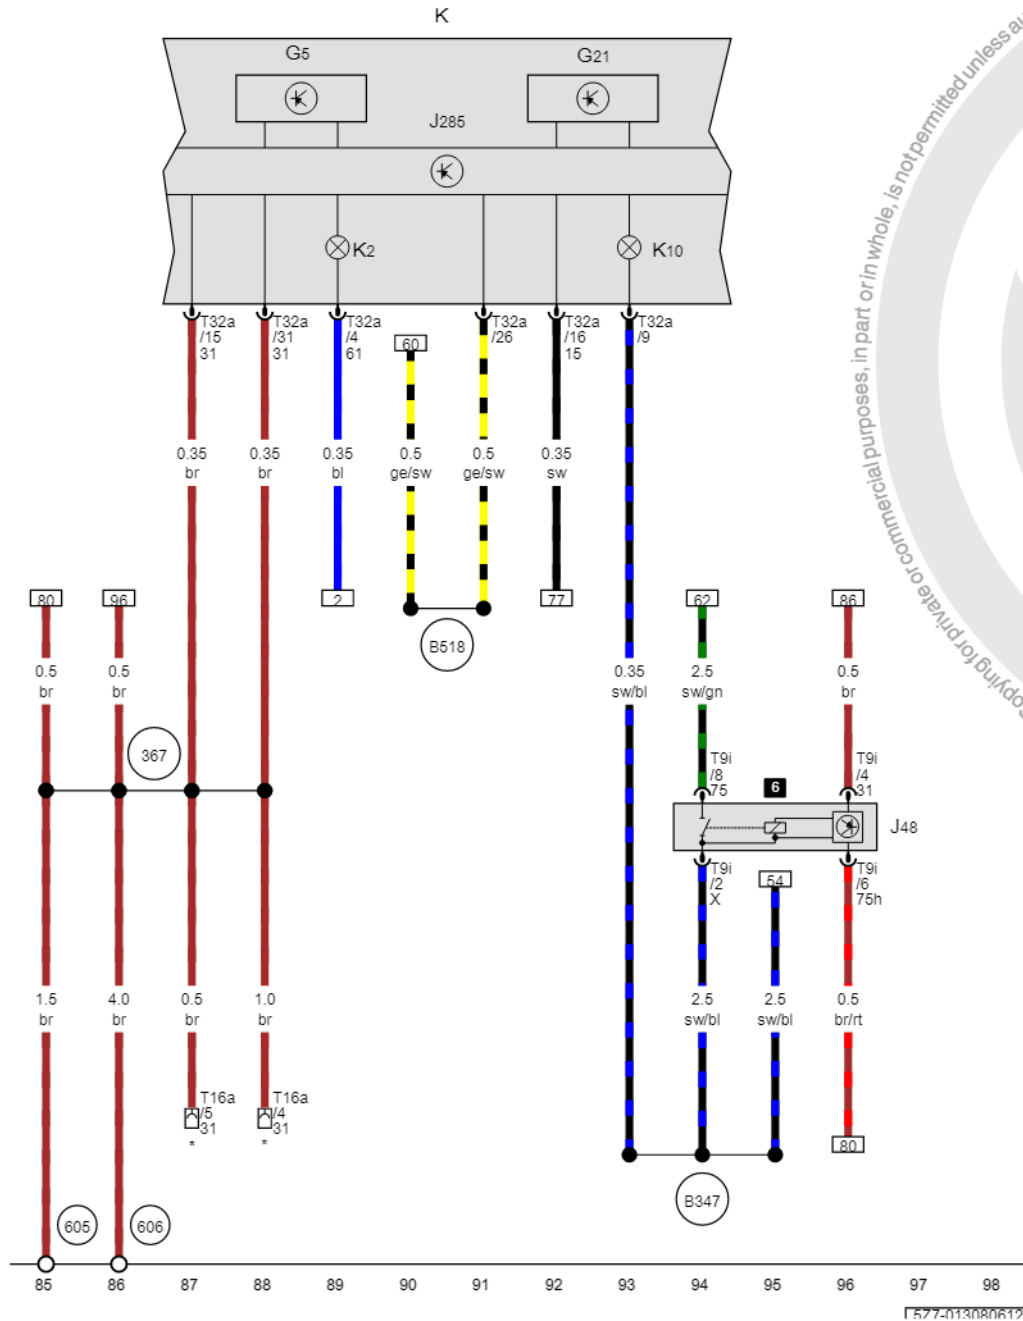 K
G5
G21
J285
K2
K10
T32a
/15
31
T32a
/31
31
T32a
/4
61
T32a
/26
T32a
/16
15
T32a
/9
60
0.35
br
0.35
br
0.35
bl
0.5
ge/sw
0.5
ge/sw
0.35
sw
80
96
2
77
62
86
B518
0.5
br
0.5
br
0.35
sw/bl
2.5
sw/gn
0.5
br
367
T9i
/8
75
6
T9i
/4
31
J48
T9i
/2
X
54
T9i
/6
75h
1.5
br
4.0
br
0.5
br
1.0
br
2.5
sw/bl
2.5
sw/bl
0.5
br/rt
T16a
/5
31
*
T16a
/4
31
*
80
B347
605
606
85 86 87 88 89 90 91 92 93 94 95 96 97 98
577-013080612
Copying for private or commercial purposes, in part or in whole, is not permitted unless au